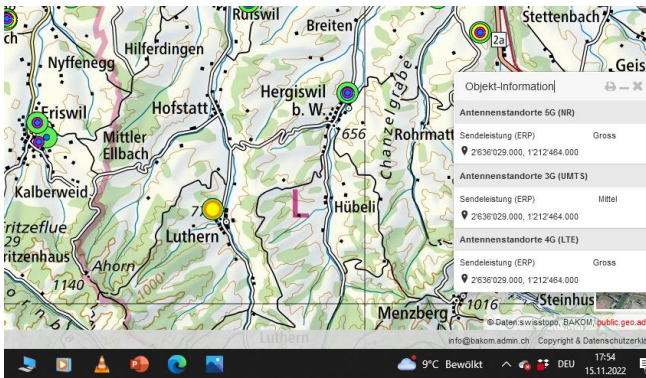 Rufswil
Breiten
Stettenbach
ch
Nyffenegg
Hilferdingen
2a
Geis
Hergiswil
b. W.
Hofstatt
Eriswil
656
Chanzelgrabe
Rohrmatt
Mittler
Ellbach
Kalberweid
Hübeli
L
Luthern
ritzeflue
29
ritzenhaus
Ahorn
1140
1000
Menzberg
1016
Steinhus
Objekt-Information
Antennenstandorte 5G (NR)
Sendeleistung (ERP) Gross
2'636'029.000, 1'212'464.000
Antennenstandorte 3G (UMTS)
Sendeleistung (ERP) Mittel
2'636'029.000, 1'212'464.000
Antennenstandorte 4G (LTE)
Sendeleistung (ERP) Gross
2'636'029.000, 1'212'464.000
© Daten:swisstopo, BAKOM, public.geo.ad
Luthern
info@bakom.admin.ch Copyright & Datenschutzerklä
9°C Bewölkt
DEU
17:54
15.11.2022